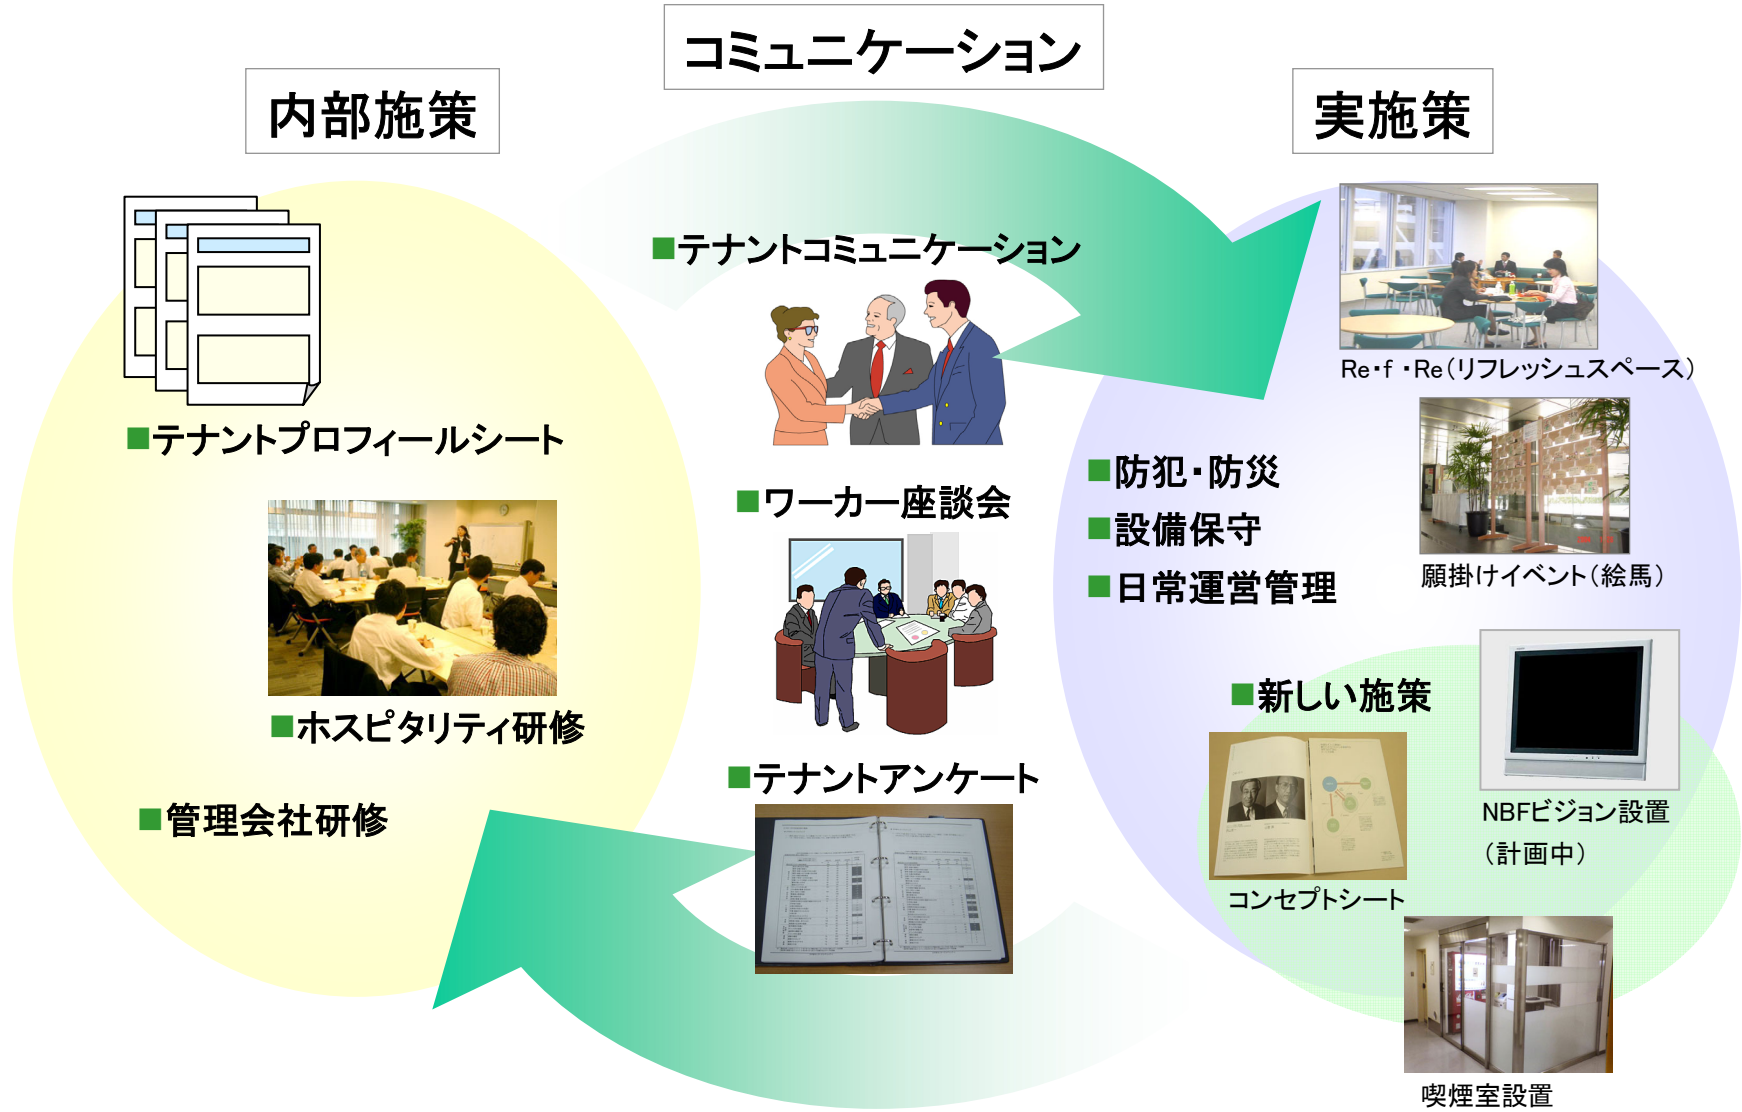 コミュニケーション
内部施策
実施策
■テナントコミュニケーション
Re・f・Re(リフレッシュスペース)
■テナントプロフィールシート
■防犯・防災
■ワーカー座談会
■設備保守
願掛けイベント(絵馬)
■日常運営管理
■新しい施策
■ホスピタリティ研修
■テナントアンケート
NBFビジョン設置
(計画中)
■管理会社研修
コンセプトシート
喫煙室設置